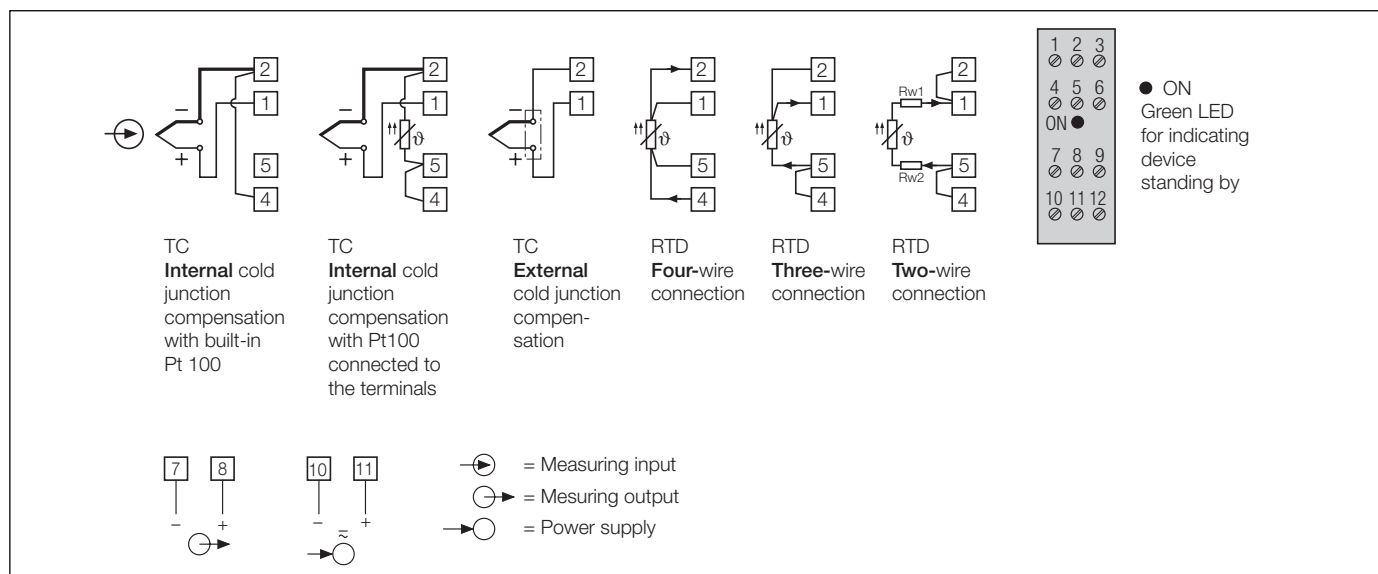 2 2 2 2 2 2
1 1 1 1 1 1
5 5 5 5 5
4 4 4 4 4
− + − + − +
ϑ ϑ ϑ ϑ
Rw1
Rw2
TC
Internal cold
junction
compensation
with built-in
Pt 100
TC
Internal cold
junction
compensation
with Pt100
connected to
the terminals
TC
External
cold junction
compen-
sation
RTD
Four-wire
connection
RTD
Three-wire
connection
RTD
Two-wire
connection
1 2 3
4 5 6
ON
7 8 9
10 11 12
● ON
Green LED
for indicating
device
standing by
7 8
− +
10 11
− +
= Measuring input
= Mesuring output
= Power supply